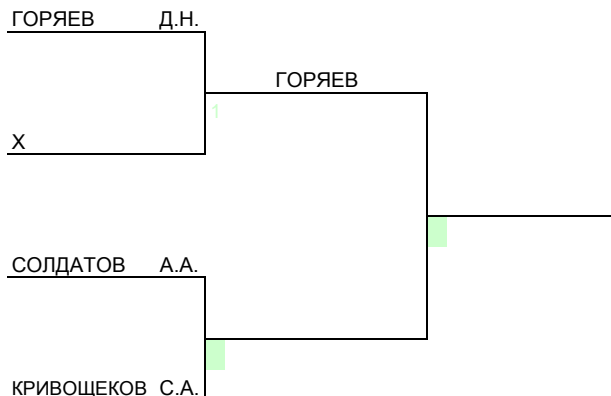 ГОРЯЕВ Д.Н.
ГОРЯЕВ
1
Х
СОЛДАТОВ А.А.
КРИВОЩЕКОВ С.А.